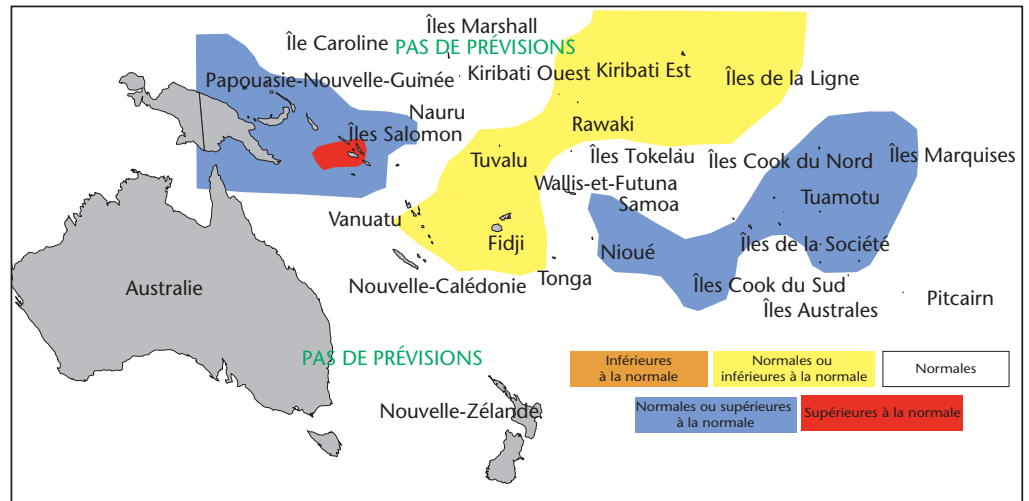 Îles Marshall
Île Caroline
PAS DE PRÉVISIONS
Papouasie-Nouvelle-Guinée
Kiribati Ouest
Kiribati Est
Îles de la Ligne
Nauru
Îles Salomon
Rawaki
Tuvalu
Îles Tokelau
Îles Cook du Nord
Îles Marquises
Wallis-et-Futuna
Samoa
Tuamotu
Vanuatu
Fidji
Nioué
Îles de la Société
Tonga
Australie
Nouvelle-Calédonie
Îles Cook du Sud
Îles Australes
Pitcairn
PAS DE PRÉVISIONS
Inférieures
à la normale
Normales ou
inférieures à la normale
Normales
Nouvelle-Zélande
Normales ou supérieures
à la normale
Supérieures à la normale